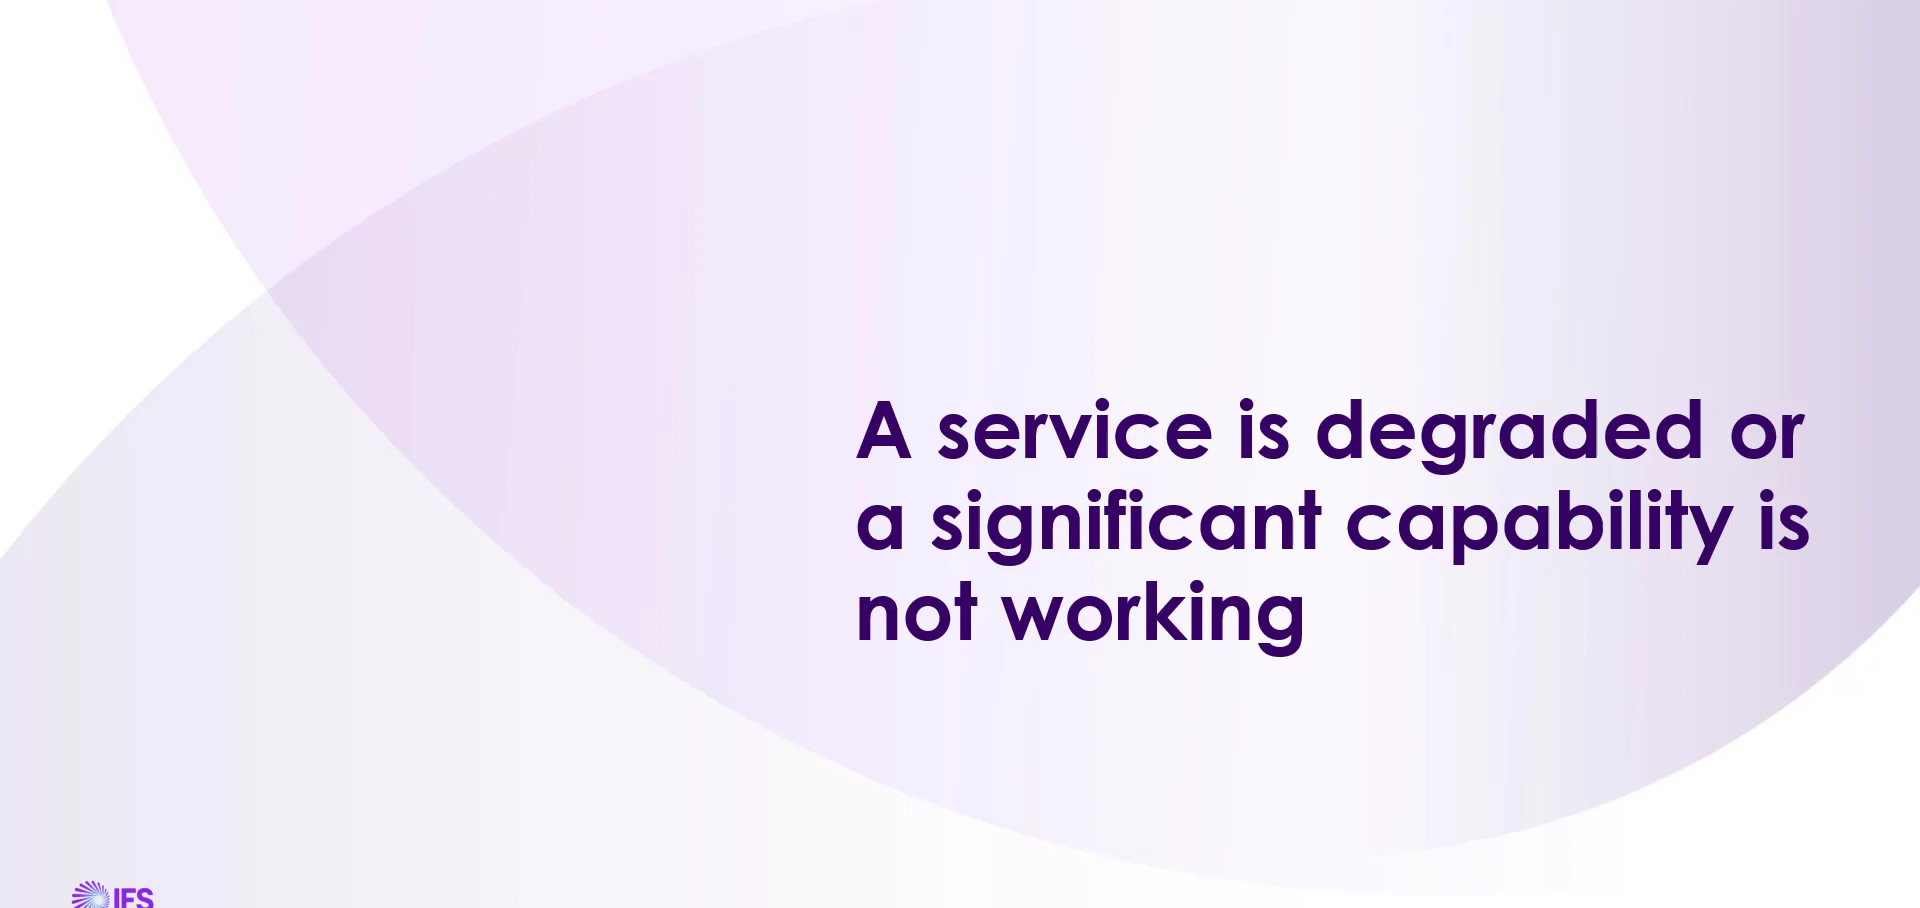 A service is degraded or
a significant capability is
not working
IFS